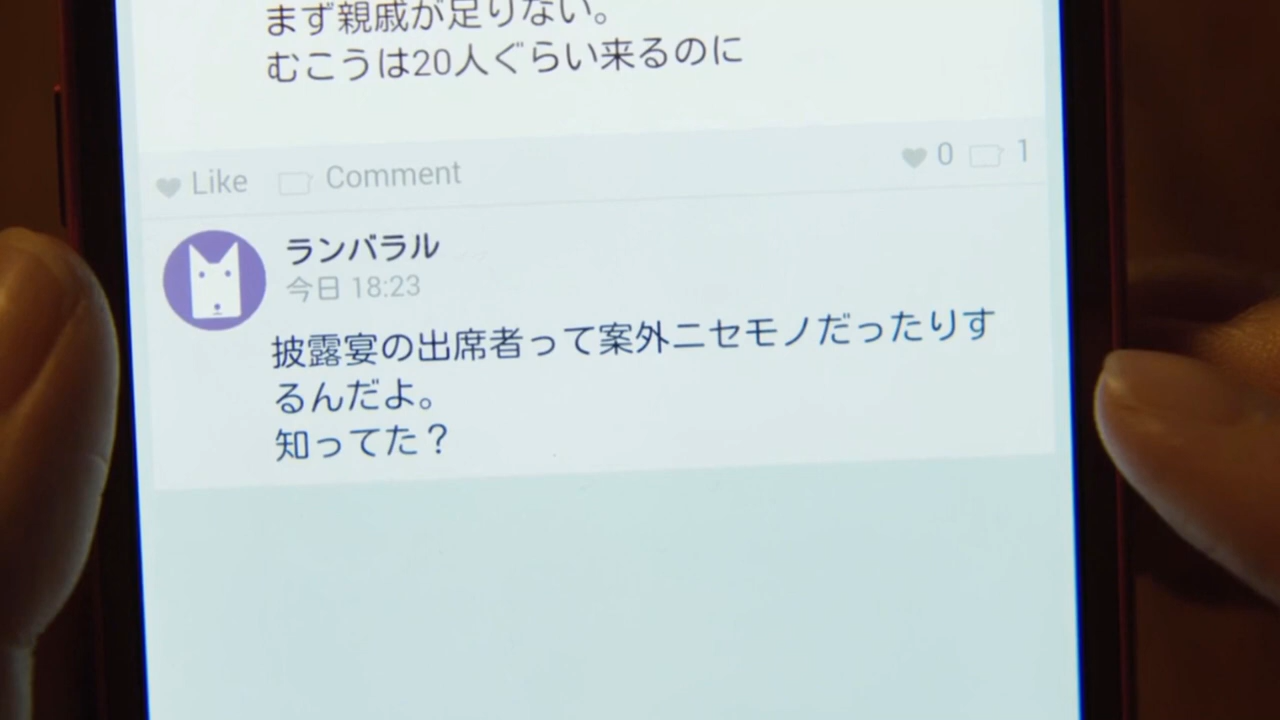 まず親戚が足りない。
むこうは20人ぐらい来るのに
Like Comment 0 1
ランバラル
今日 18:23
披露宴の出席者って案外ニセモノだったりす
るんだよ。
知ってた？